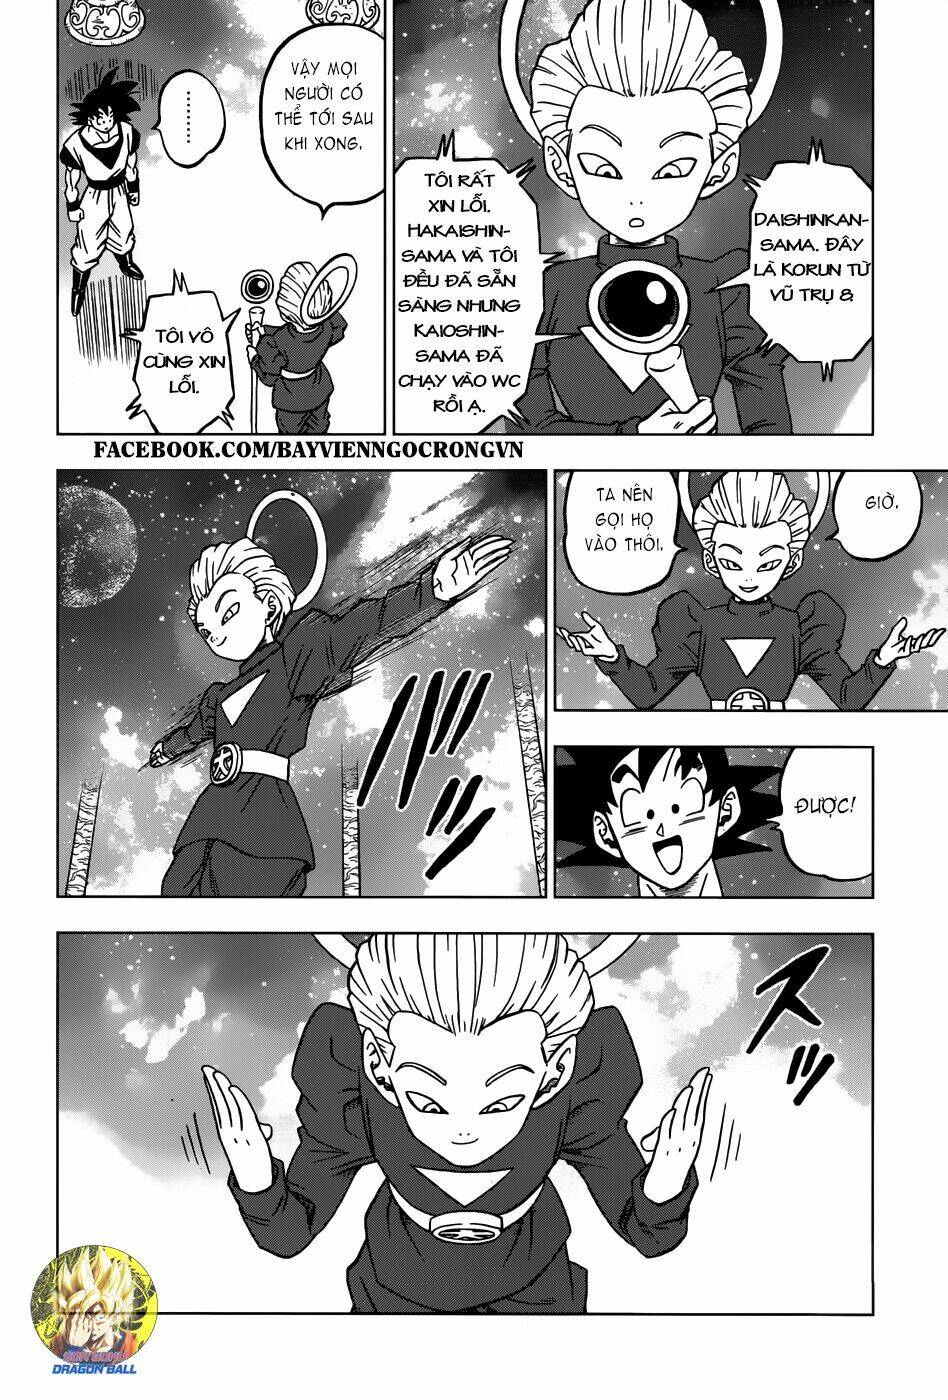 DAISHINKAN-
SAMA. ĐÂY
LÀ KORUN TỪ
VŨ TRỤ 8.
TÔI RẤT
XIN LỖI.
HAKAISHIN-
SAMA VÀ TÔI
ĐỀU ĐÃ SẴN
SÀNG NHƯNG
KAIOSHIN-
SAMA ĐÃ
CHẠY VÀO WC
RỒI Ạ.
VẬY MỌI
NGƯỜI CÓ
THỂ TỚI SAU
KHI XONG.
.........
TÔI VÔ
CÙNG XIN
LỖI.
FACEBOOK.COM/BAYVIENNGOCRONGVN
GIỜ.
TA NÊN
GỌI HỌ
VÀO THÔI.
ĐƯỢC!
スッ
SON GOKU
DRAGON BALL